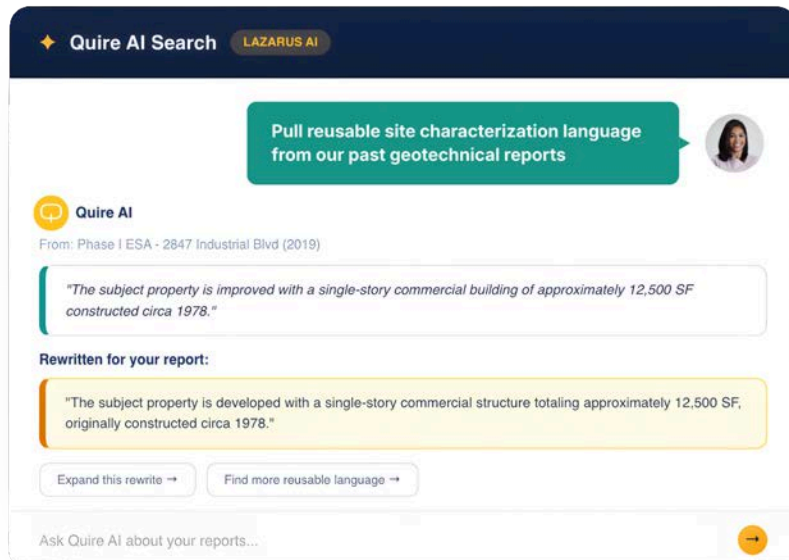 Quire AI Search LAZARUS AI
Pull reusable site characterization language
from our past geotechnical reports
Quire AI
From: Phase I ESA - 2847 Industrial Blvd (2019)
"The subject property is improved with a single-story commercial building of approximately 12,500 SF
constructed circa 1978."
Rewritten for your report:
"The subject property is developed with a single-story commercial structure totaling approximately 12,500 SF,
originally constructed circa 1978."
Expand this rewrite → Find more reusable language →
Ask Quire AI about your reports... →